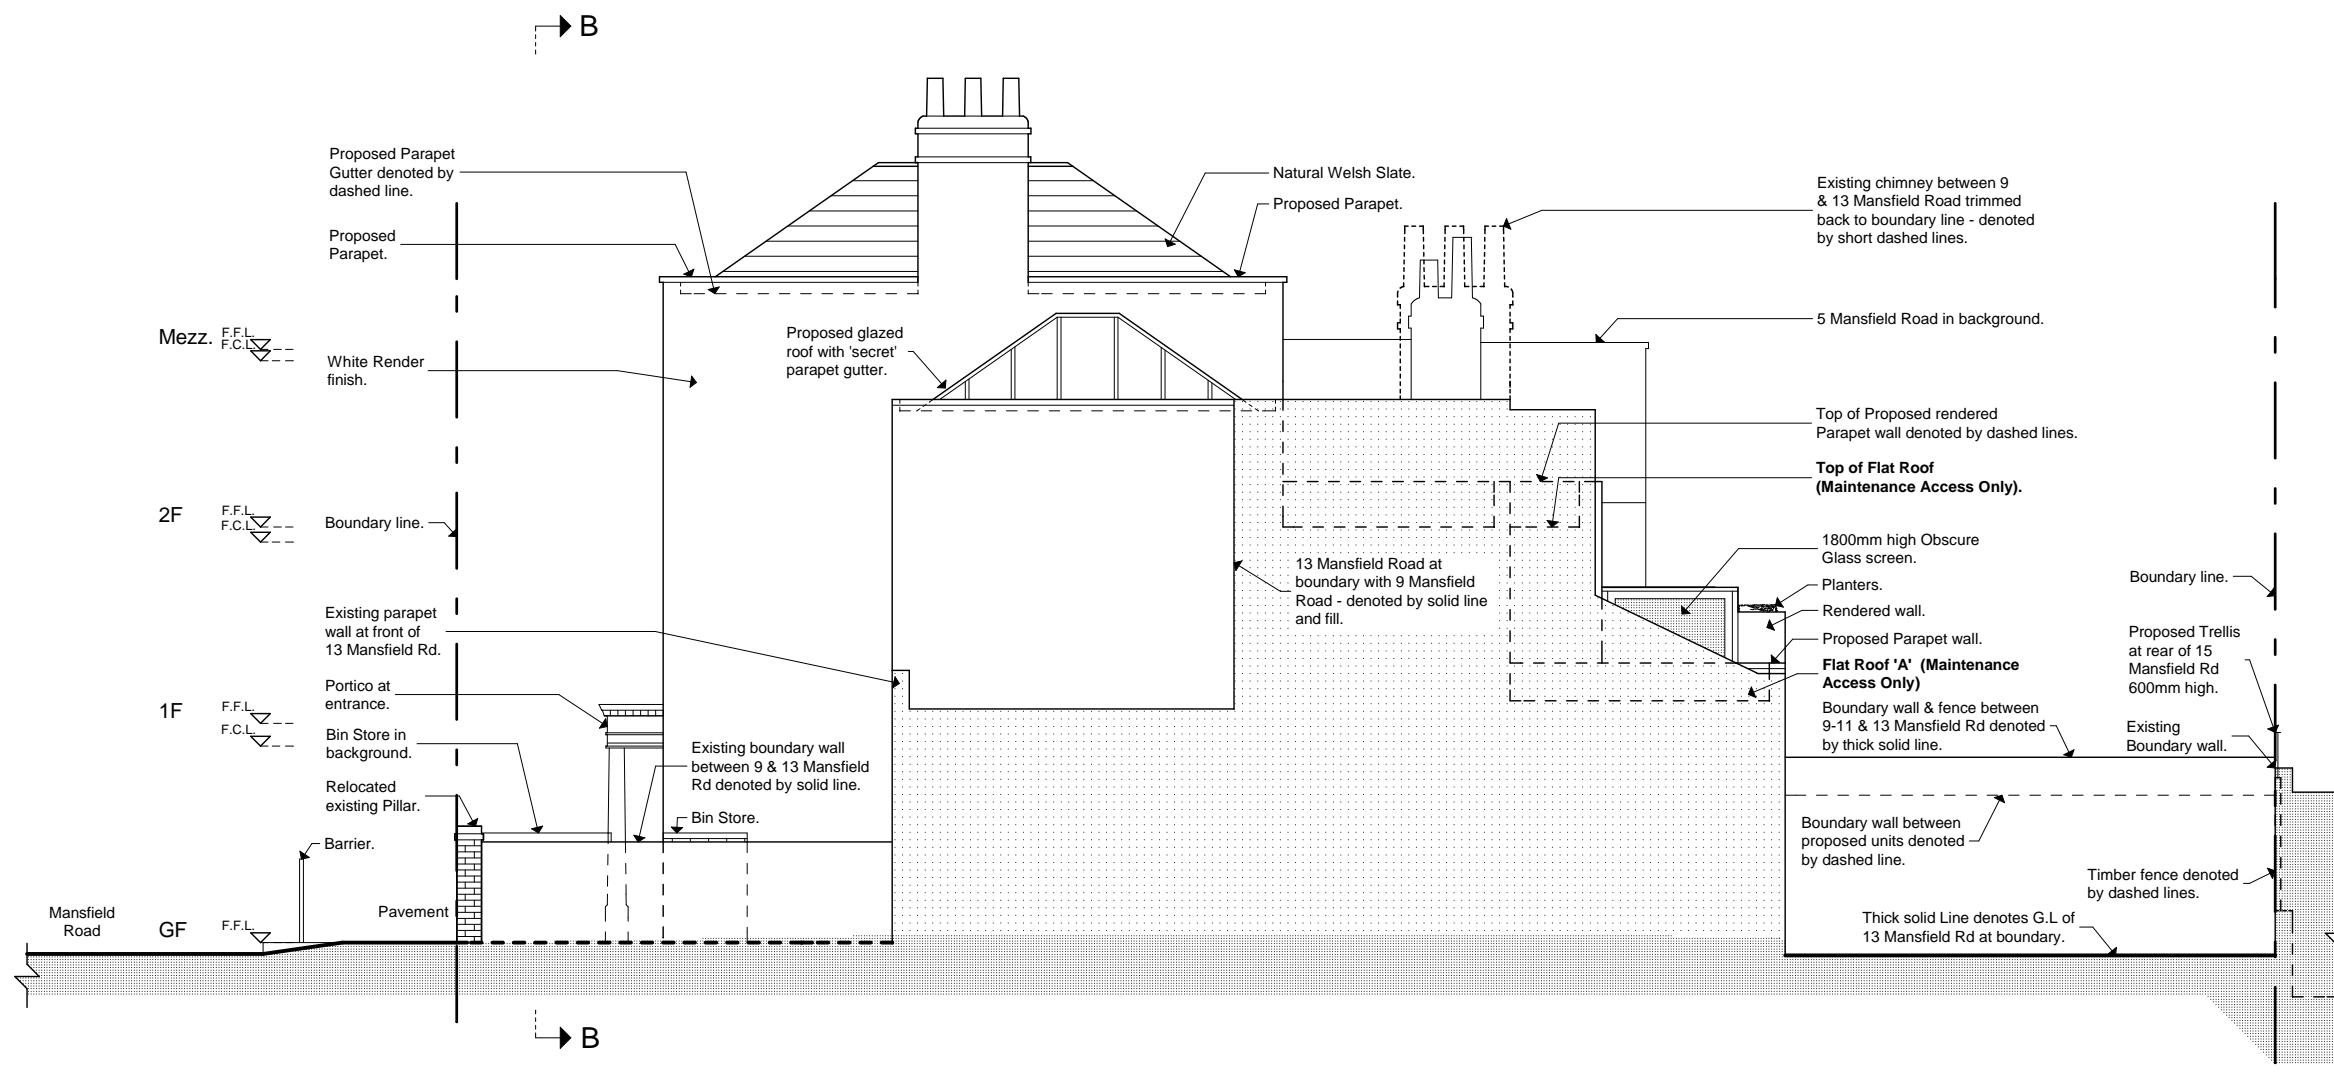 B
Proposed Parapet
Gutter denoted by
dashed line.
Proposed
Parapet.
Natural Welsh Slate.
Proposed Parapet.
Existing chimney between 9
& 13 Mansfield Road trimmed
back to boundary line - denoted
by short dashed lines.
Mezz.
F.F.L.
F.C.L.
White Render
finish.
Proposed glazed
roof with 'secret'
parapet gutter.
5 Mansfield Road in background.
Top of Proposed rendered
Parapet wall denoted by dashed lines.
Top of Flat Roof
(Maintenance Access Only).
2F
F.F.L.
F.C.L.
Boundary line.
1800mm high Obscure
Glass screen.
13 Mansfield Road at
boundary with 9 Mansfield
Road - denoted by solid line
and fill.
Planters.
Boundary line.
Rendered wall.
Existing parapet
wall at front of
13 Mansfield Rd.
Proposed Parapet wall.
Proposed Trellis
at rear of 15
Mansfield Rd
600mm high.
Flat Roof 'A'  (Maintenance
Access Only)
Portico at
entrance.
1F
F.F.L.
F.C.L.
Boundary wall & fence between
9-11 & 13 Mansfield Rd denoted
by thick solid line.
Existing
Boundary wall.
Bin Store in
background.
Existing boundary wall
between 9 & 13 Mansfield
Rd denoted by solid line.
Relocated
existing Pillar.
Bin Store.
Barrier.
Boundary wall between
proposed units denoted
by dashed line.
Timber fence denoted
by dashed lines.
Mansfield
Road
GF
F.F.L.
Pavement
Thick solid Line denotes G.L of
13 Mansfield Rd at boundary.
B